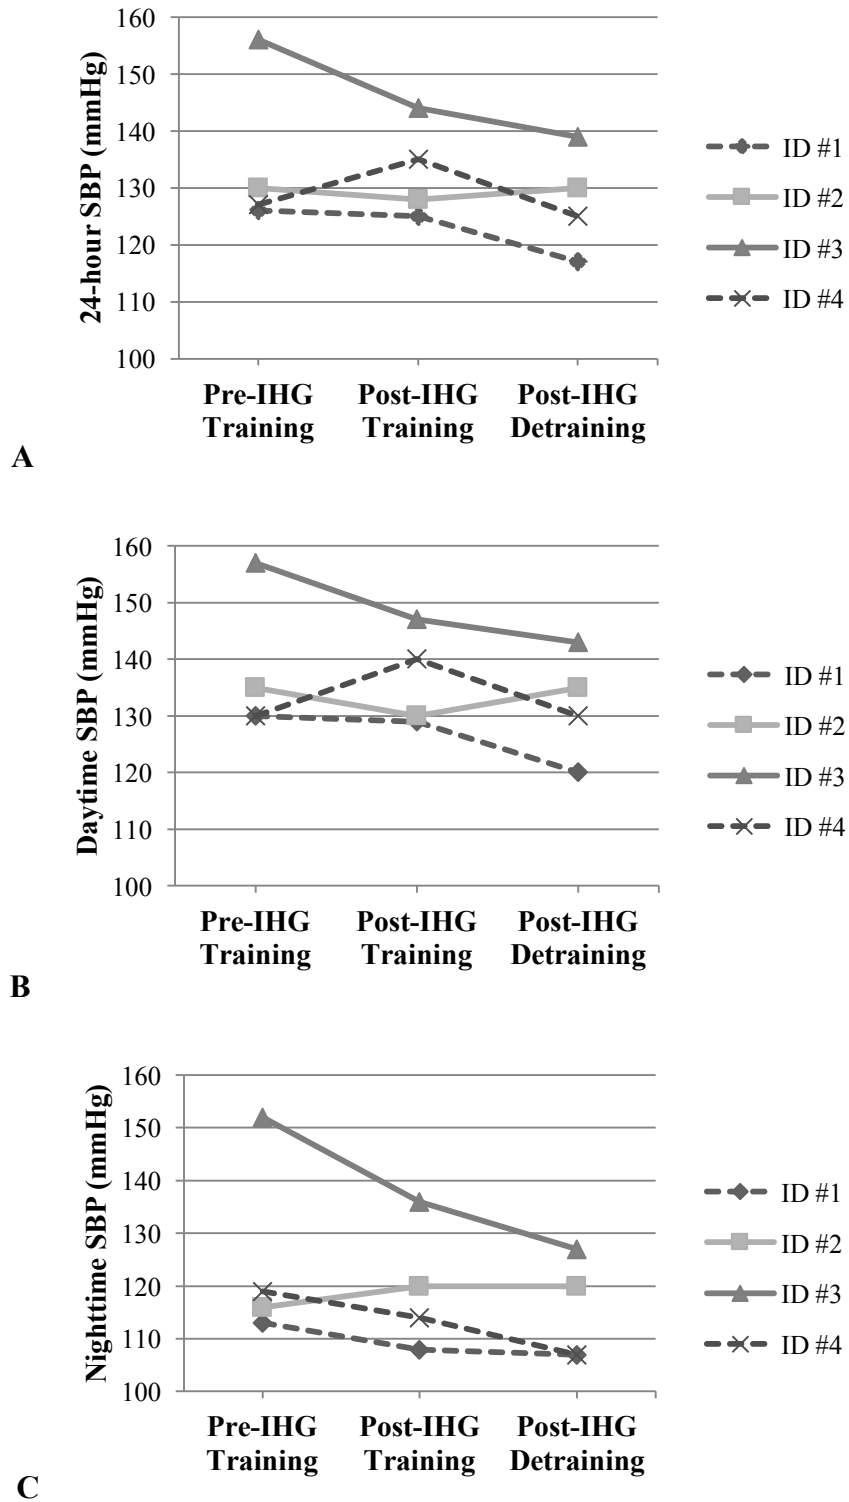 24-hour SBP (mmHg)
160
150
140
130
120
110
100
Pre-IHG Training
Post-IHG Training
Post-IHG Detraining
ID #1
ID #2
ID #3
ID #4
A
Daytime SBP (mmHg)
160
150
140
130
120
110
100
Pre-IHG Training
Post-IHG Training
Post-IHG Detraining
ID #1
ID #2
ID #3
ID #4
B
Nighttime SBP (mmHg)
160
150
140
130
120
110
100
Pre-IHG Training
Post-IHG Training
Post-IHG Detraining
ID #1
ID #2
ID #3
ID #4
C